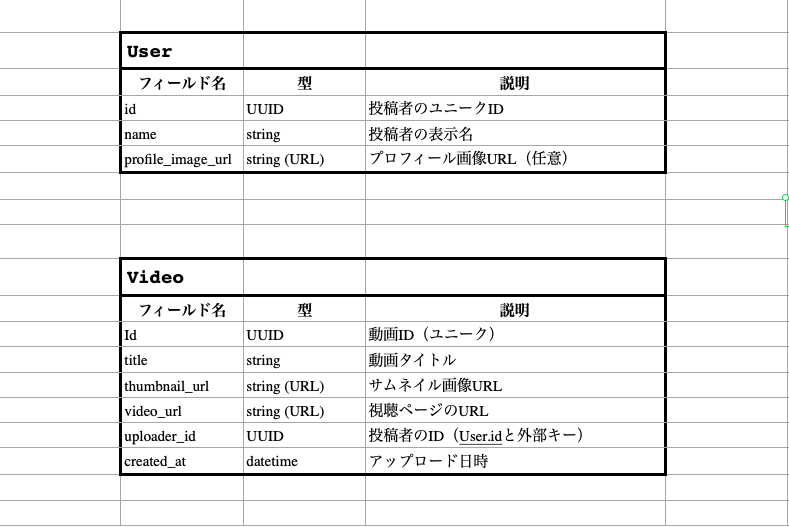 User
フィールド名 型 説明
id UUID 投稿者のユニークID
name string 投稿者の表示名
profile_image_url string (URL) プロフィール画像URL（任意）
Video
フィールド名 型 説明
Id UUID 動画ID（ユニーク）
title string 動画タイトル
thumbnail_url string (URL) サムネイル画像URL
video_url string (URL) 視聴ページのURL
uploader_id UUID 投稿者のID（User.idと外部キー）
created_at datetime アップロード日時